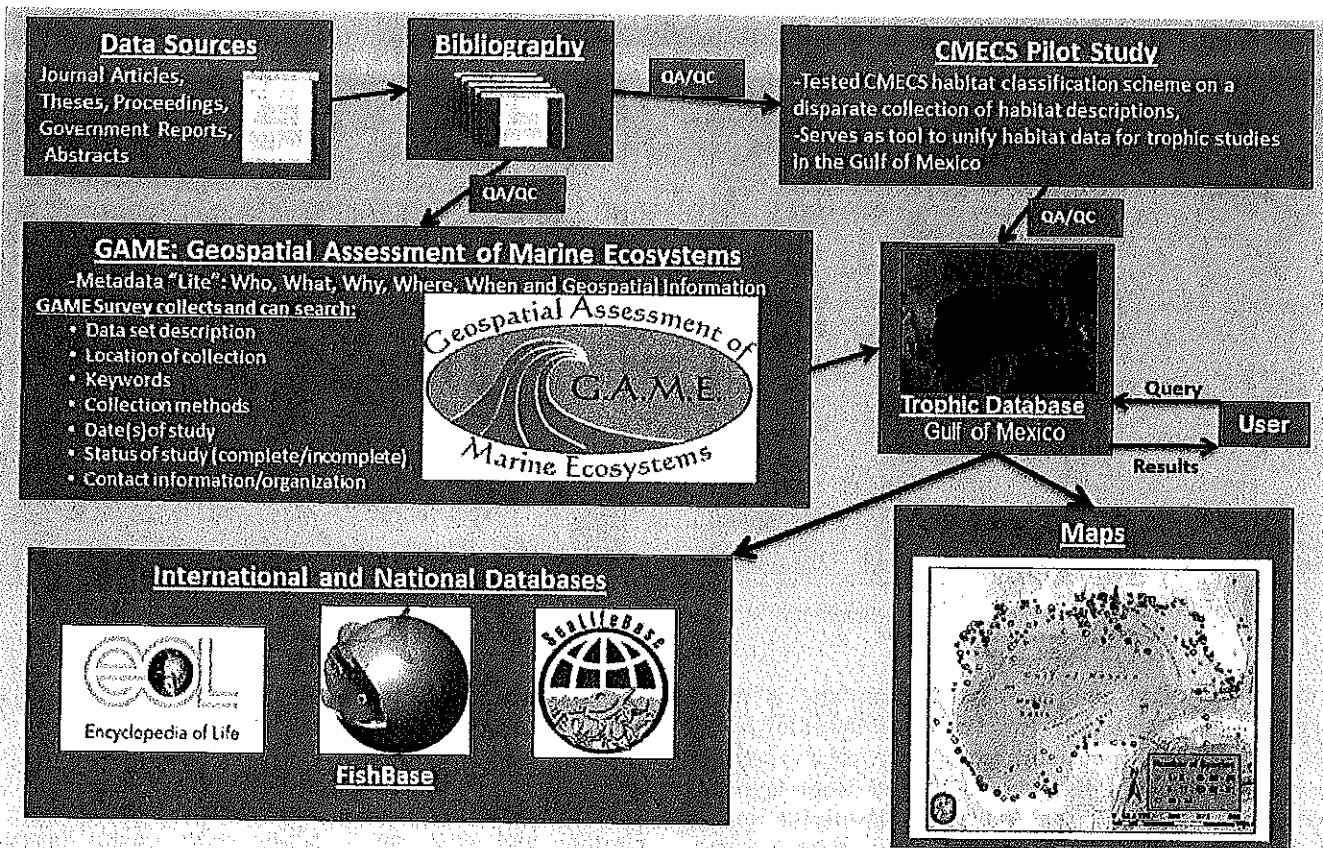 Data Sources
Journal Articles,
Theses, Proceedings,
Government Reports,
Abstracts
Bibliography
QA/QC
CMECS Pilot Study
-Tested CMECS habitat classification scheme on a
disparate collection of habitat descriptions,
-Serves as tool to unify habitat data for trophic studies
in the Gulf of Mexico
QA/QC
QA/QC
GAME: Geospatial Assessment of Marine Ecosystems
-Metadata "Lite": Who, What, Why, Where, When and Geospatial Information
GAME Survey collects and can search:
• Data set description
• Location of collection
• Keywords
• Collection methods
• Date(s) of study
• Status of study (complete/incomplete)
• Contact information/organization
Geospatial Assessment of
G.A.M.E.
Marine Ecosystems
Trophic Database
Gulf of Mexico
Query
User
Results
International and National Databases
eOL
Encyclopedia of Life
FishBase
SeaLifeBase
Maps
Gulf of Mexico